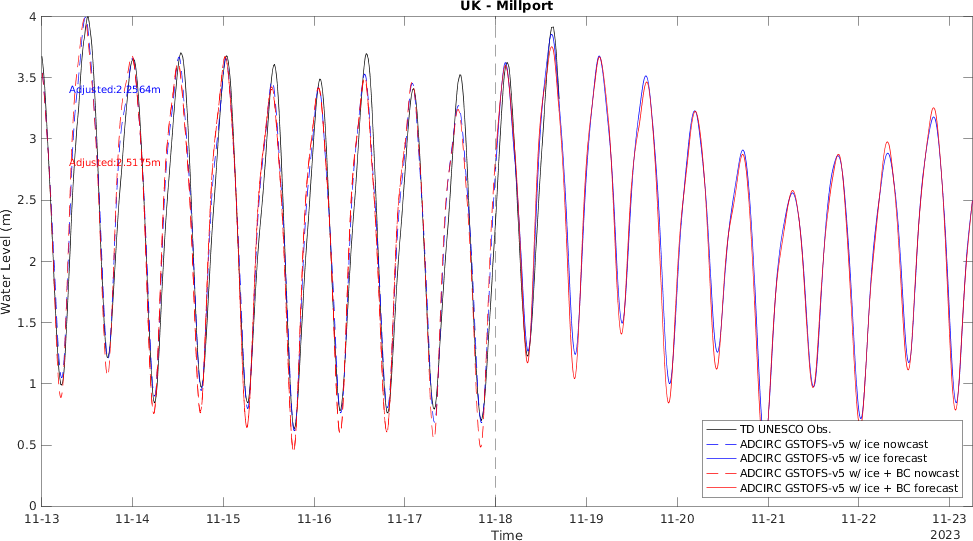 UK - Millport
4
3.5
3
2.5
2
1.5
1
0.5
0
Water Level (m)
Adjusted:2.2564m
Adjusted:2.5175m
TD UNESCO Obs.
ADCIRC GSTOFS-v5 w/ ice nowcast
ADCIRC GSTOFS-v5 w/ ice forecast
ADCIRC GSTOFS-v5 w/ ice + BC nowcast
ADCIRC GSTOFS-v5 w/ ice + BC forecast
11-13 11-14 11-15 11-16 11-17 11-18 11-19 11-20 11-21 11-22 11-23
Time
2023